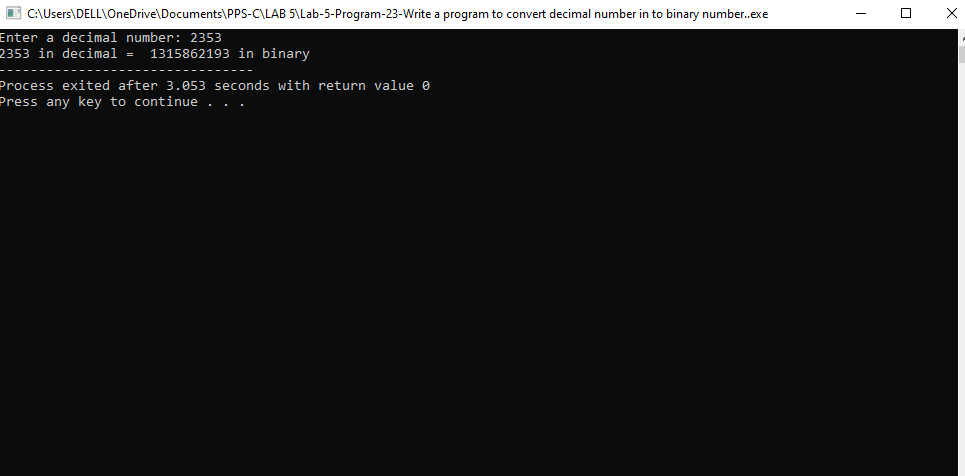 C:\Users\DELL\OneDrive\Documents\PPS-C\LAB 5\Lab-5-Program-23-Write a program to convert decimal number in to binary number..exe
Enter a decimal number: 2353
2353 in decimal =  1315862193 in binary
--------------------------------
Process exited after 3.053 seconds with return value 0
Press any key to continue . . .